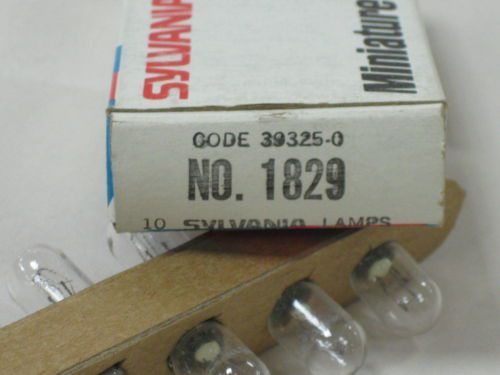 SYLVANIA
Miniature
CODE 39325-0
NO. 1829
10 SYLVANIA LAMPS